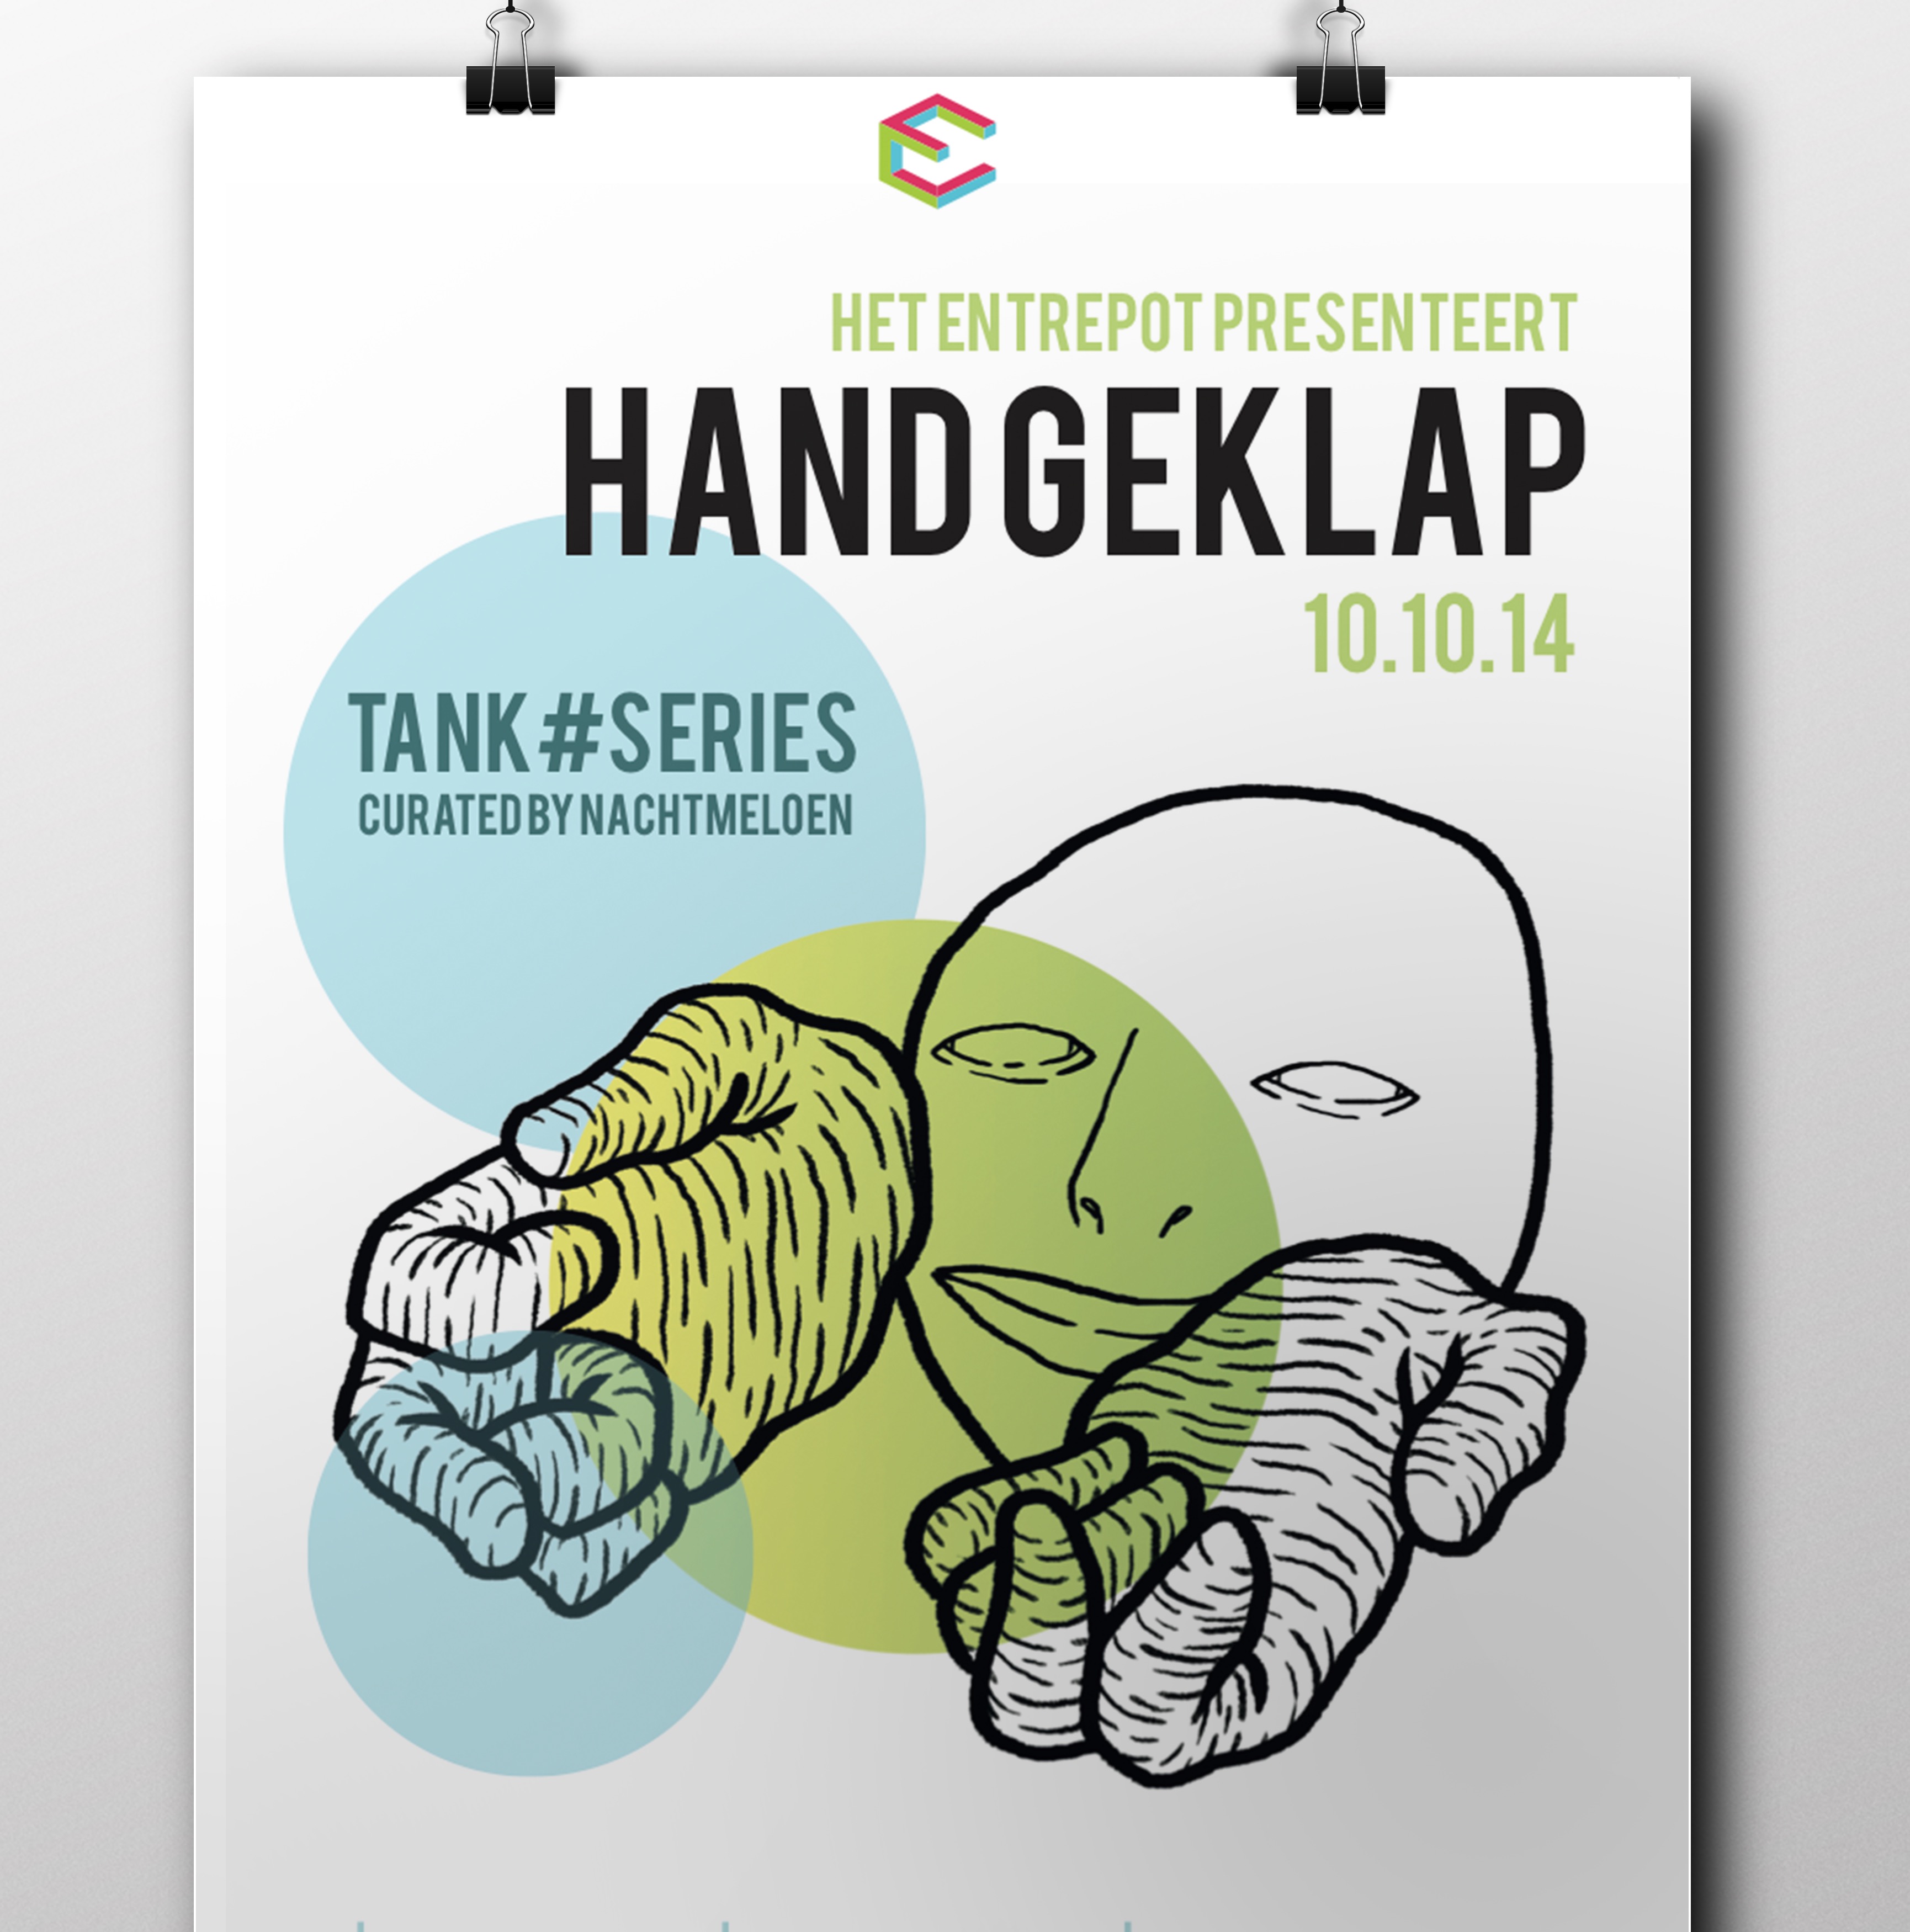 HET ENTREPOT PRESENTEERT
HANDGEKLAP
10.10.14
TANK #SERIES
CURATED BY NACHTMELOEN